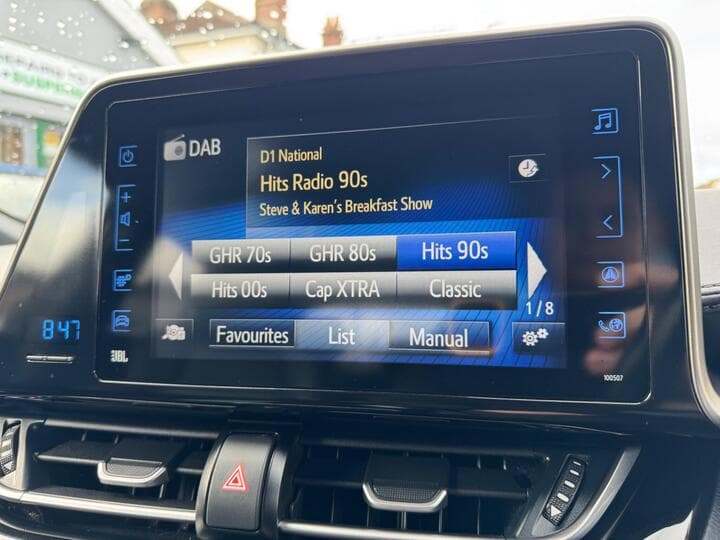 DAB
D1 National
Hits Radio 90s
Steve & Karen's Breakfast Show
GHR 70s GHR 80s Hits 90s
Hits 00s Cap XTRA Classic
1/8
Favourites List Manual
8:47
JBL
100507